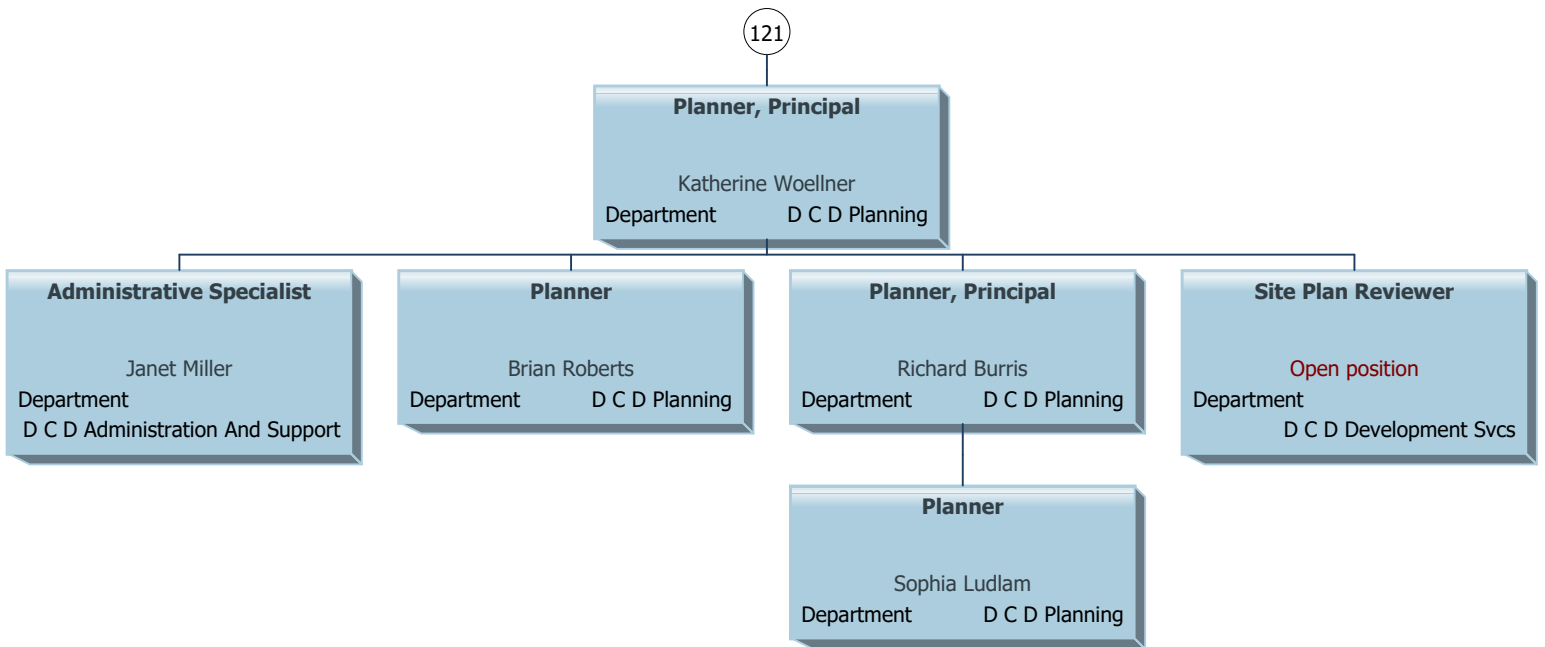 121
Planner, Principal
Katherine Woellner
Department D C D Planning
Administrative Specialist
Janet Miller
Department
D C D Administration And Support
Planner
Brian Roberts
Department D C D Planning
Planner, Principal
Richard Burris
Department D C D Planning
Site Plan Reviewer
Open position
Department
D C D Development Svcs
Planner
Sophia Ludlam
Department D C D Planning